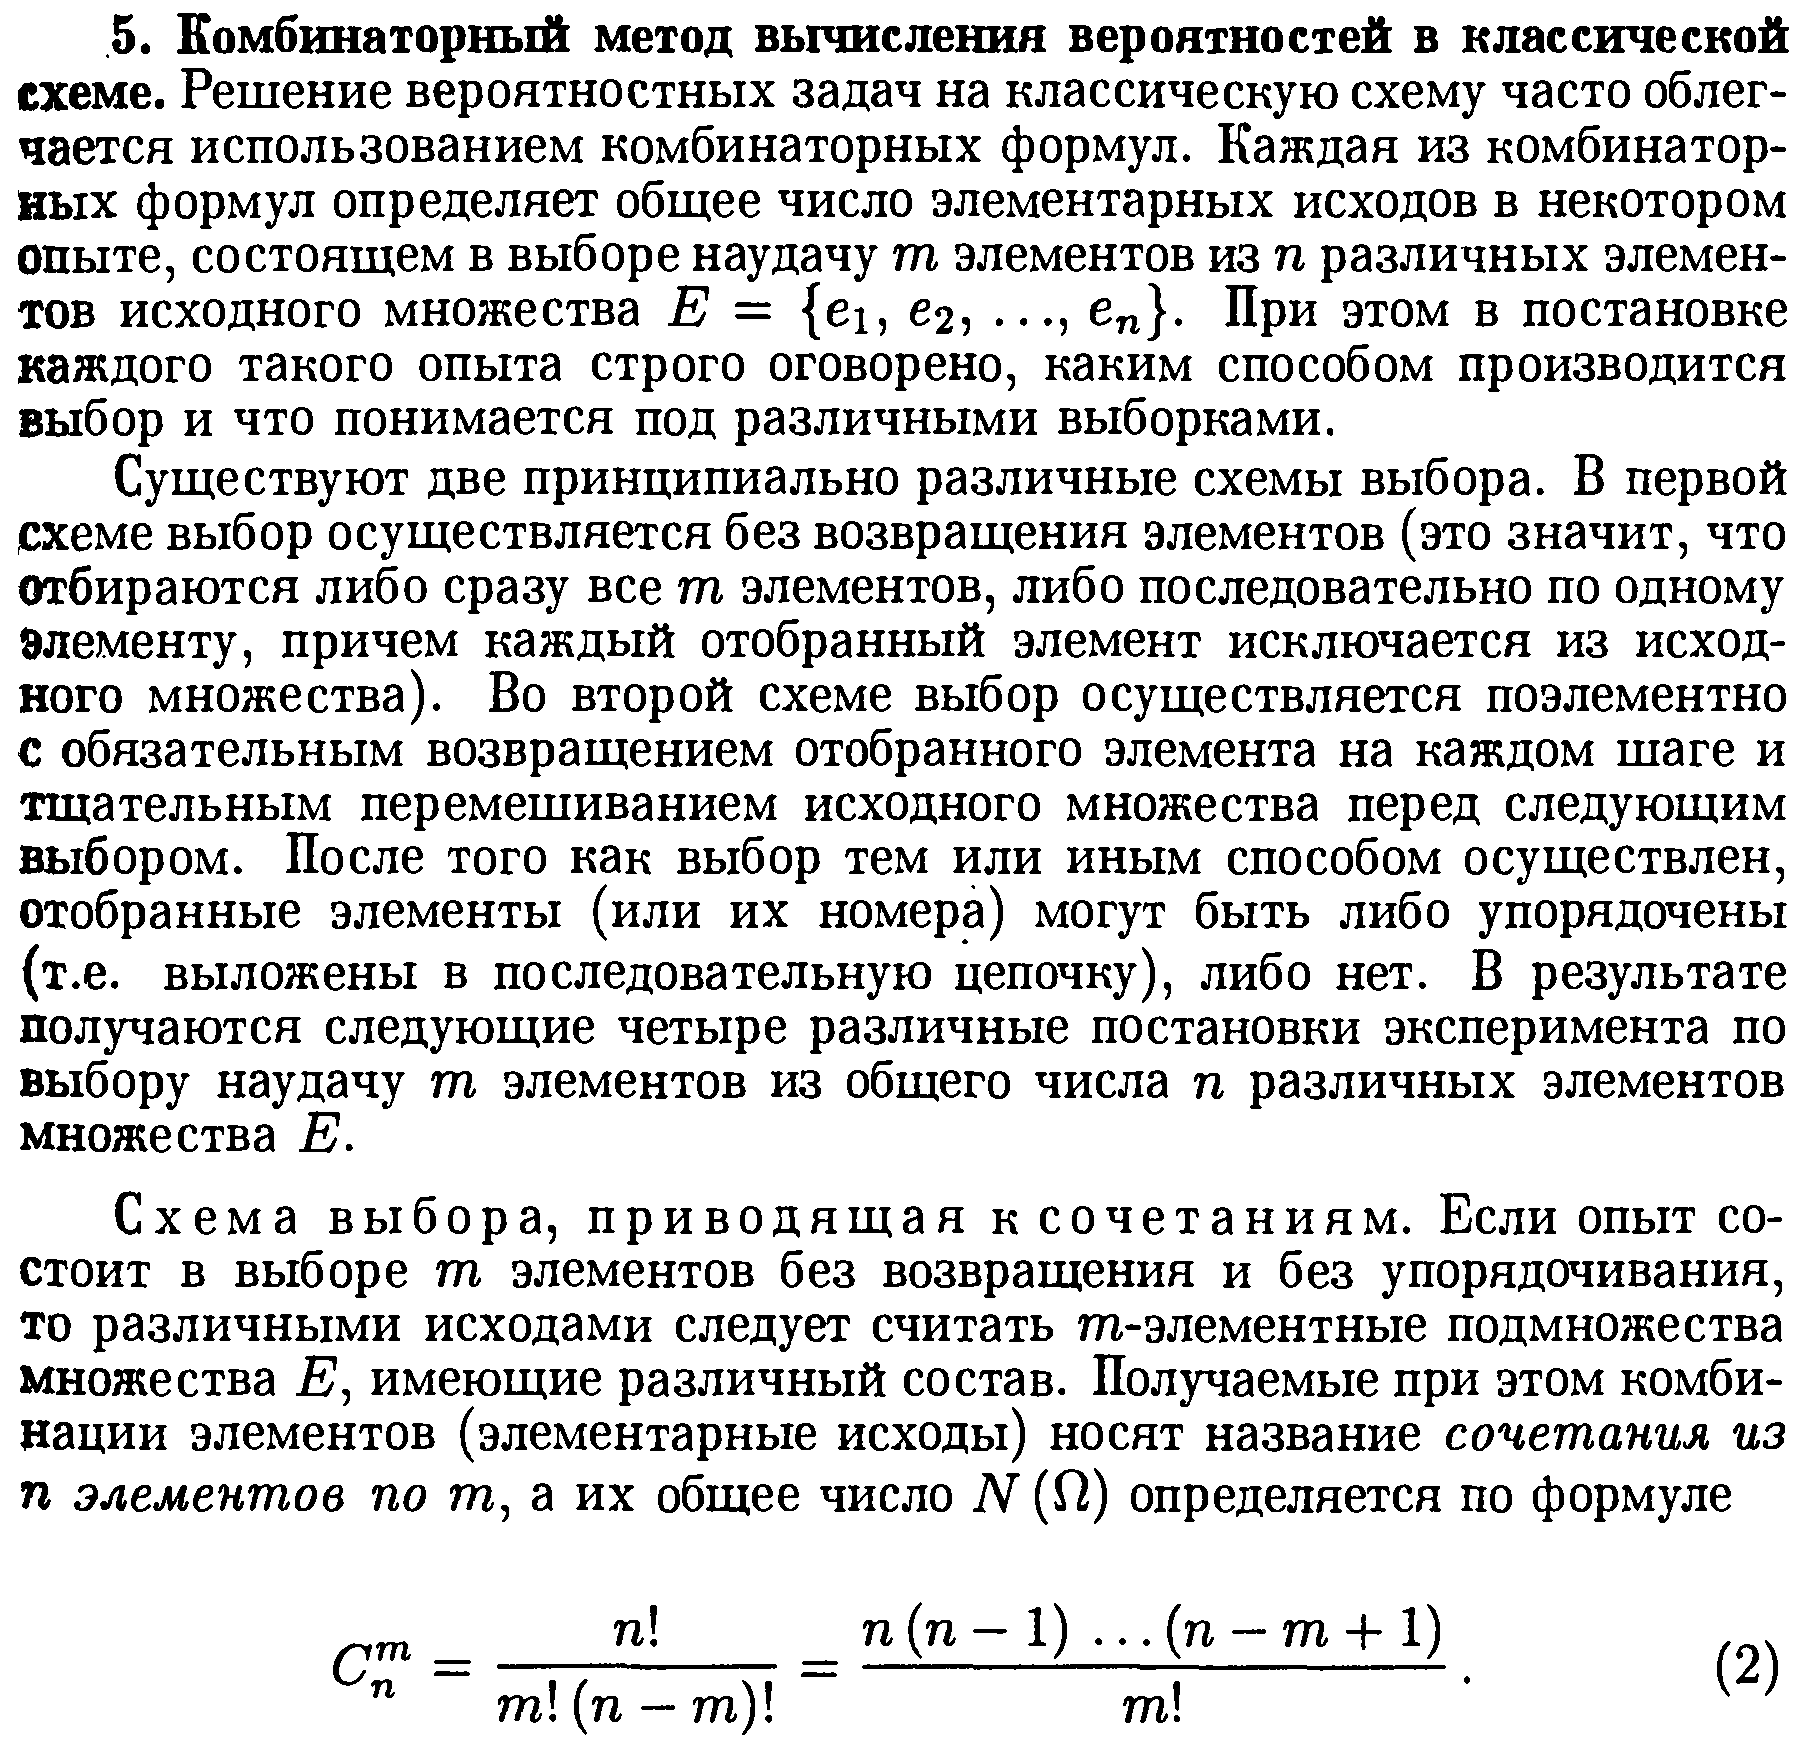 5. Комбинаторный метод вычисления вероятностей в классической
схеме. Решение вероятностных задач на классическую схему часто облег-
чается использованием комбинаторных формул. Каждая из комбинатор-
ных формул определяет общее число элементарных исходов в некотором
опыте, состоящем в выборе наудачу m элементов из n различных элемен-
тов исходного множества E = {e₁, e₂, ..., eₙ}. При этом в постановке
каждого такого опыта строго оговорено, каким способом производится
выбор и что понимается под различными выборками.
Существуют две принципиально различные схемы выбора. В первой
схеме выбор осуществляется без возвращения элементов (это значит, что
отбираются либо сразу все m элементов, либо последовательно по одному
элементу, причем каждый отобранный элемент исключается из исход-
ного множества). Во второй схеме выбор осуществляется поэлементно
с обязательным возвращением отобранного элемента на каждом шаге и
тщательным перемешиванием исходного множества перед следующим
выбором. После того как выбор тем или иным способом осуществлен,
отобранные элементы (или их номера) могут быть либо упорядочены
(т.е. выложены в последовательную цепочку), либо нет. В результате
получаются следующие четыре различные постановки эксперимента по
выбору наудачу m элементов из общего числа n различных элементов
множества E.
Схема выбора, приводящая к сочетаниям. Если опыт со-
стоит в выборе m элементов без возвращения и без упорядочивания,
то различными исходами следует считать m-элементные подмножества
множества E, имеющие различный состав. Получаемые при этом комби-
нации элементов (элементарные исходы) носят название сочетания из
n элементов по m, а их общее число N (Ω) определяется по формуле
C_n^m = n! / (m! (n − m)!) = n (n − 1) ... (n − m + 1) / m! . (2)